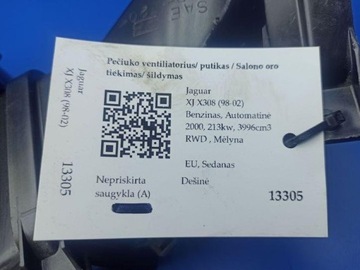 SAE
Pečiuko ventiliatorius/ putikas / Salono oro
tiekimas/ šildymas
Jaguar
XJ X308 (98-02)
Benzinas, Automatinė
2000, 213kw, 3996cm3
RWD , Mėlyna
EU, Sedanas
Nepriskirta
saugykla (A)
Dešinė
13305
Jaguar
XJ X308 (98-02)
13305